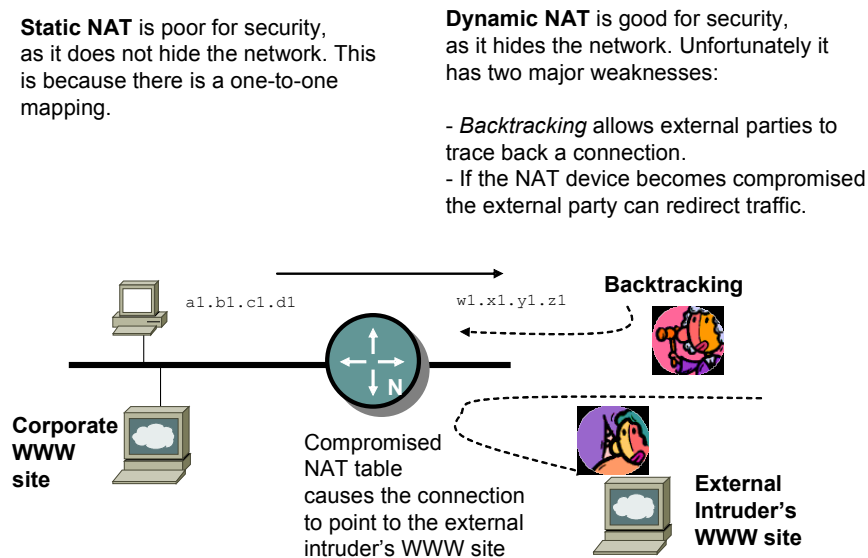 Static NAT is poor for security,
as it does not hide the network. This
is because there is a one-to-one
mapping.
Dynamic NAT is good for security,
as it hides the network. Unfortunately it
has two major weaknesses:
- Backtracking allows external parties to
trace back a connection.
- If the NAT device becomes compromised
the external party can redirect traffic.
a1.b1.c1.d1
w1.x1.y1.z1
Backtracking
N
Corporate
WWW
site
Compromised
NAT table
causes the connection
to point to the external
intruder's WWW site
External
Intruder's
WWW site